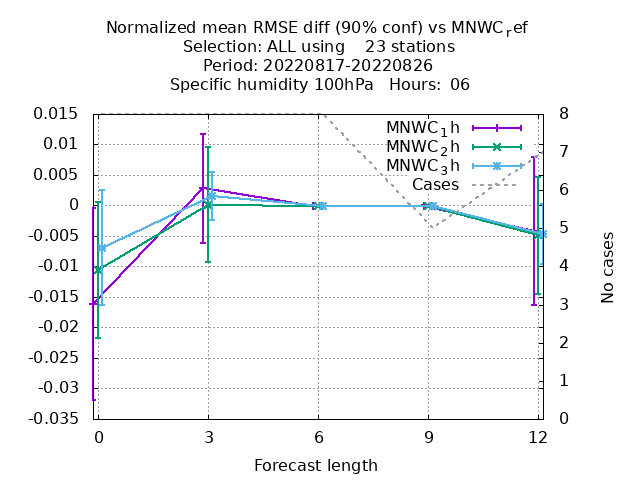 Normalized mean RMSE diff (90% conf) vs MNWC_ref
Selection: ALL using    23 stations
Period: 20220817-20220826
Specific humidity 100hPa   Hours:  06
0.015
0.01
0.005
0
-0.005
-0.01
-0.015
-0.02
-0.025
-0.03
-0.035
8
7
6
5
4
3
2
1
0
MNWC_1h
MNWC_2h
MNWC_3h
Cases
No cases
0 3 6 9 12
Forecast length